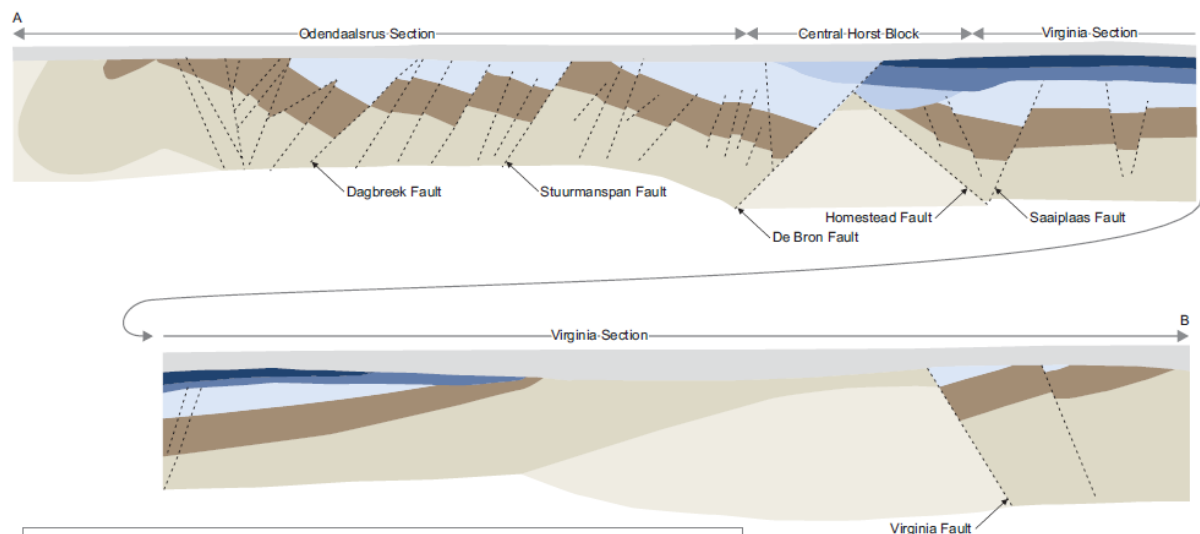 A
Odendaalsrus Section
Central Horst Block
Virginia Section
Dagbreek Fault
Stuurmanspan Fault
Homestead Fault
Saaiplaas Fault
De Bron Fault
B
Virginia Section
Virginia Fault